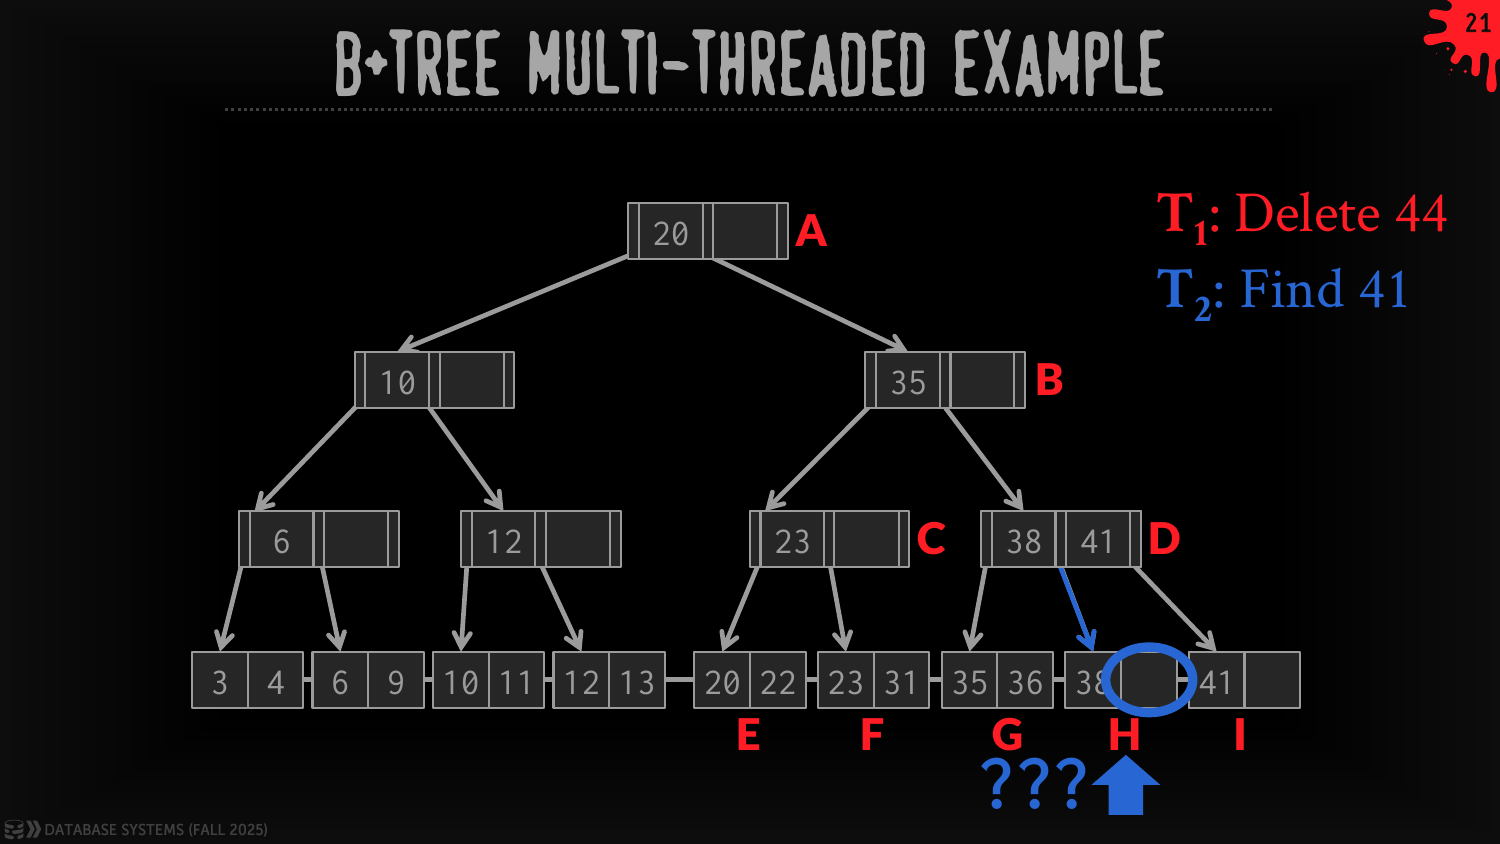 21
B+TREE MULTI-THREADED EXAMPLE
T1: Delete 44
T2: Find 41
20 A
10
35 B
6
12
23 C
38 41 D
3 4 6 9 10 11 12 13 20 22 23 31 35 36 38 41
E F G H I
???
DATABASE SYSTEMS (FALL 2025)